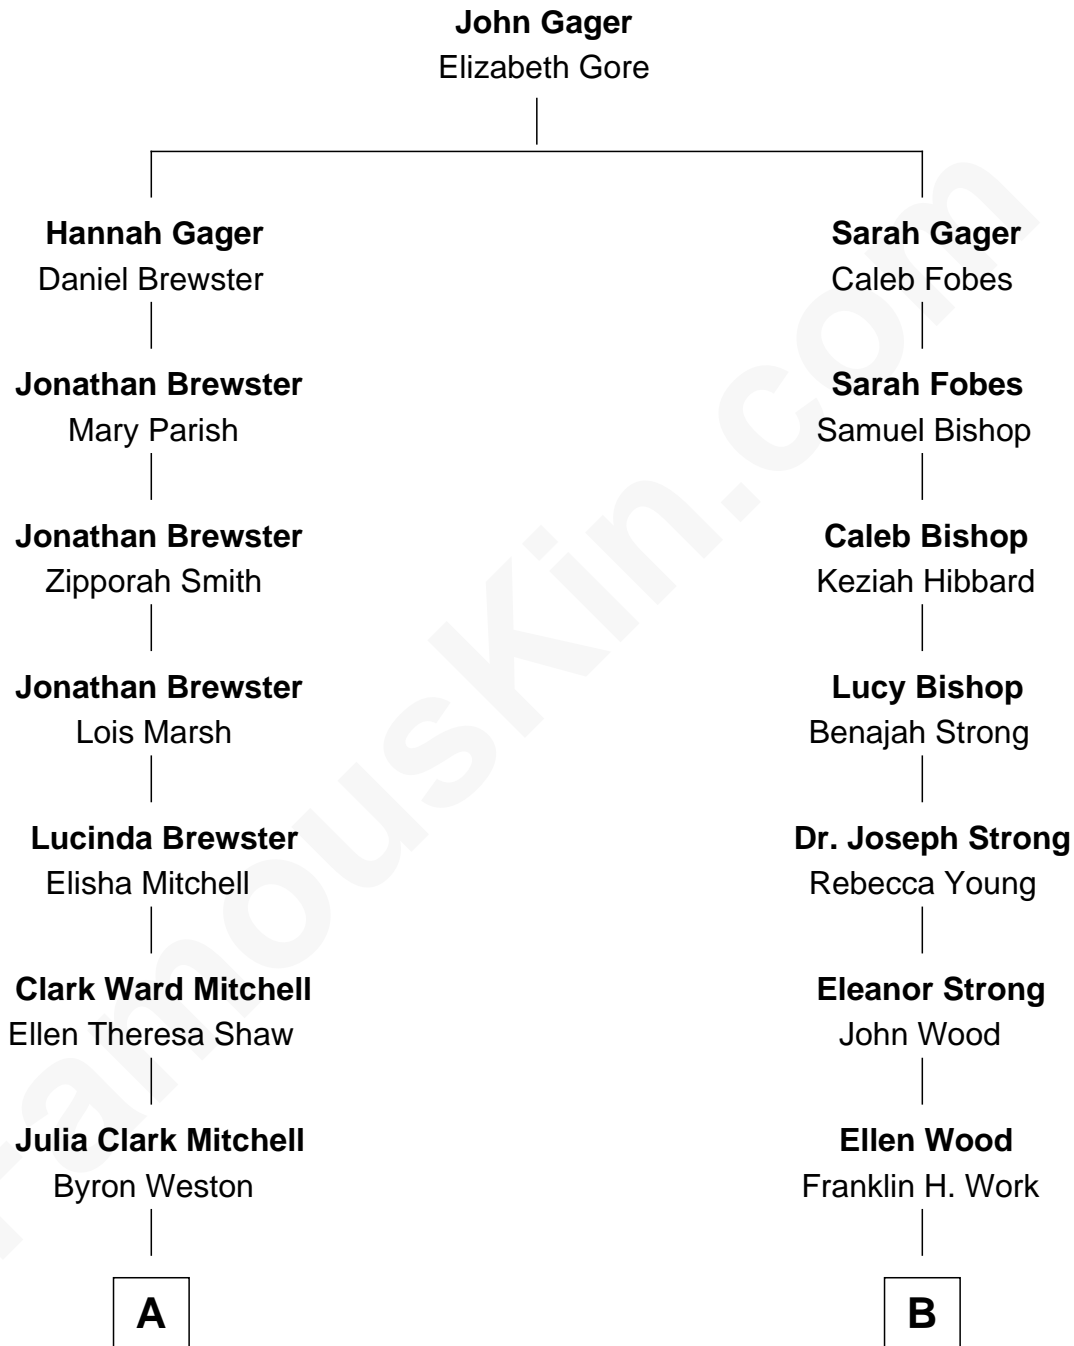 John Gager
Elizabeth Gore
Hannah Gager
Daniel Brewster
Sarah Gager
Caleb Fobes
Jonathan Brewster
Mary Parish
Sarah Fobes
Samuel Bishop
Jonathan Brewster
Zipporah Smith
Caleb Bishop
Keziah Hibbard
Jonathan Brewster
Lois Marsh
Lucy Bishop
Benajah Strong
Lucinda Brewster
Elisha Mitchell
Dr. Joseph Strong
Rebecca Young
Clark Ward Mitchell
Ellen Theresa Shaw
Eleanor Strong
John Wood
Julia Clark Mitchell
Byron Weston
Ellen Wood
Franklin H. Work
A
B
FamousKin.com